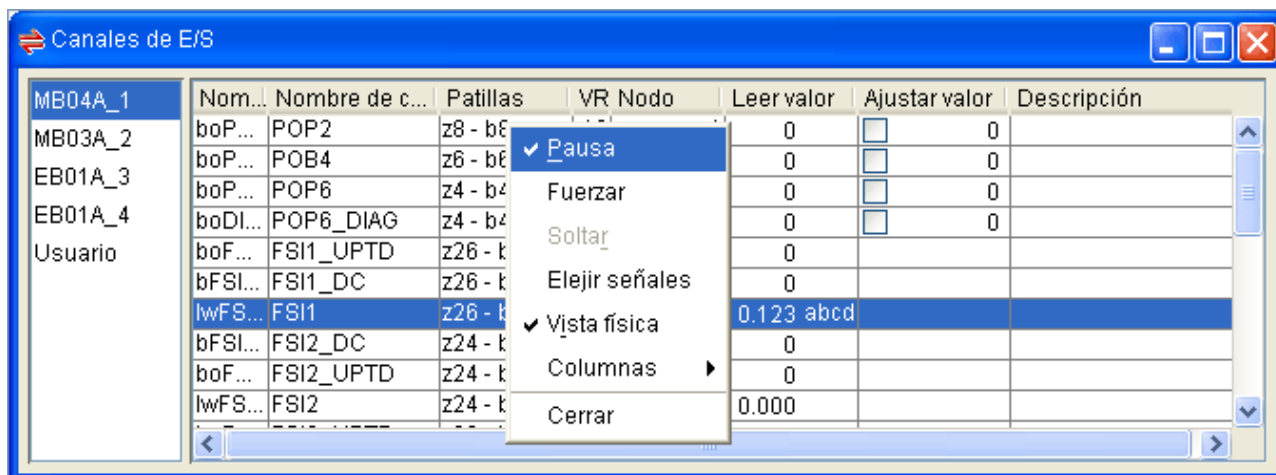 Canales de E/S
MB04A_1
MB03A_2
EB01A_3
EB01A_4
Usuario
Nom... Nombre de c... Patillas VR Nodo Leer valor Ajustar valor Descripción
boP... POP2 z8 - b8 0 0
boP... POB4 z6 - b6 0 0
boP... POP6 z4 - b4 0 0
boDI... POP6_DIAG z4 - b4 0 0
boF... FSI1_UPTD z26 - b 0
bFSI... FSI1_DC z26 - b 0
lwFS... FSI1 z26 - b 0.123 abcd
bFSI... FSI2_DC z24 - b 0
boF... FSI2_UPTD z24 - b 0
lwFS... FSI2 z24 - b 0.000
Pausa
Fuerzar
Soltar
Elejir señales
Vista física
Columnas
Cerrar